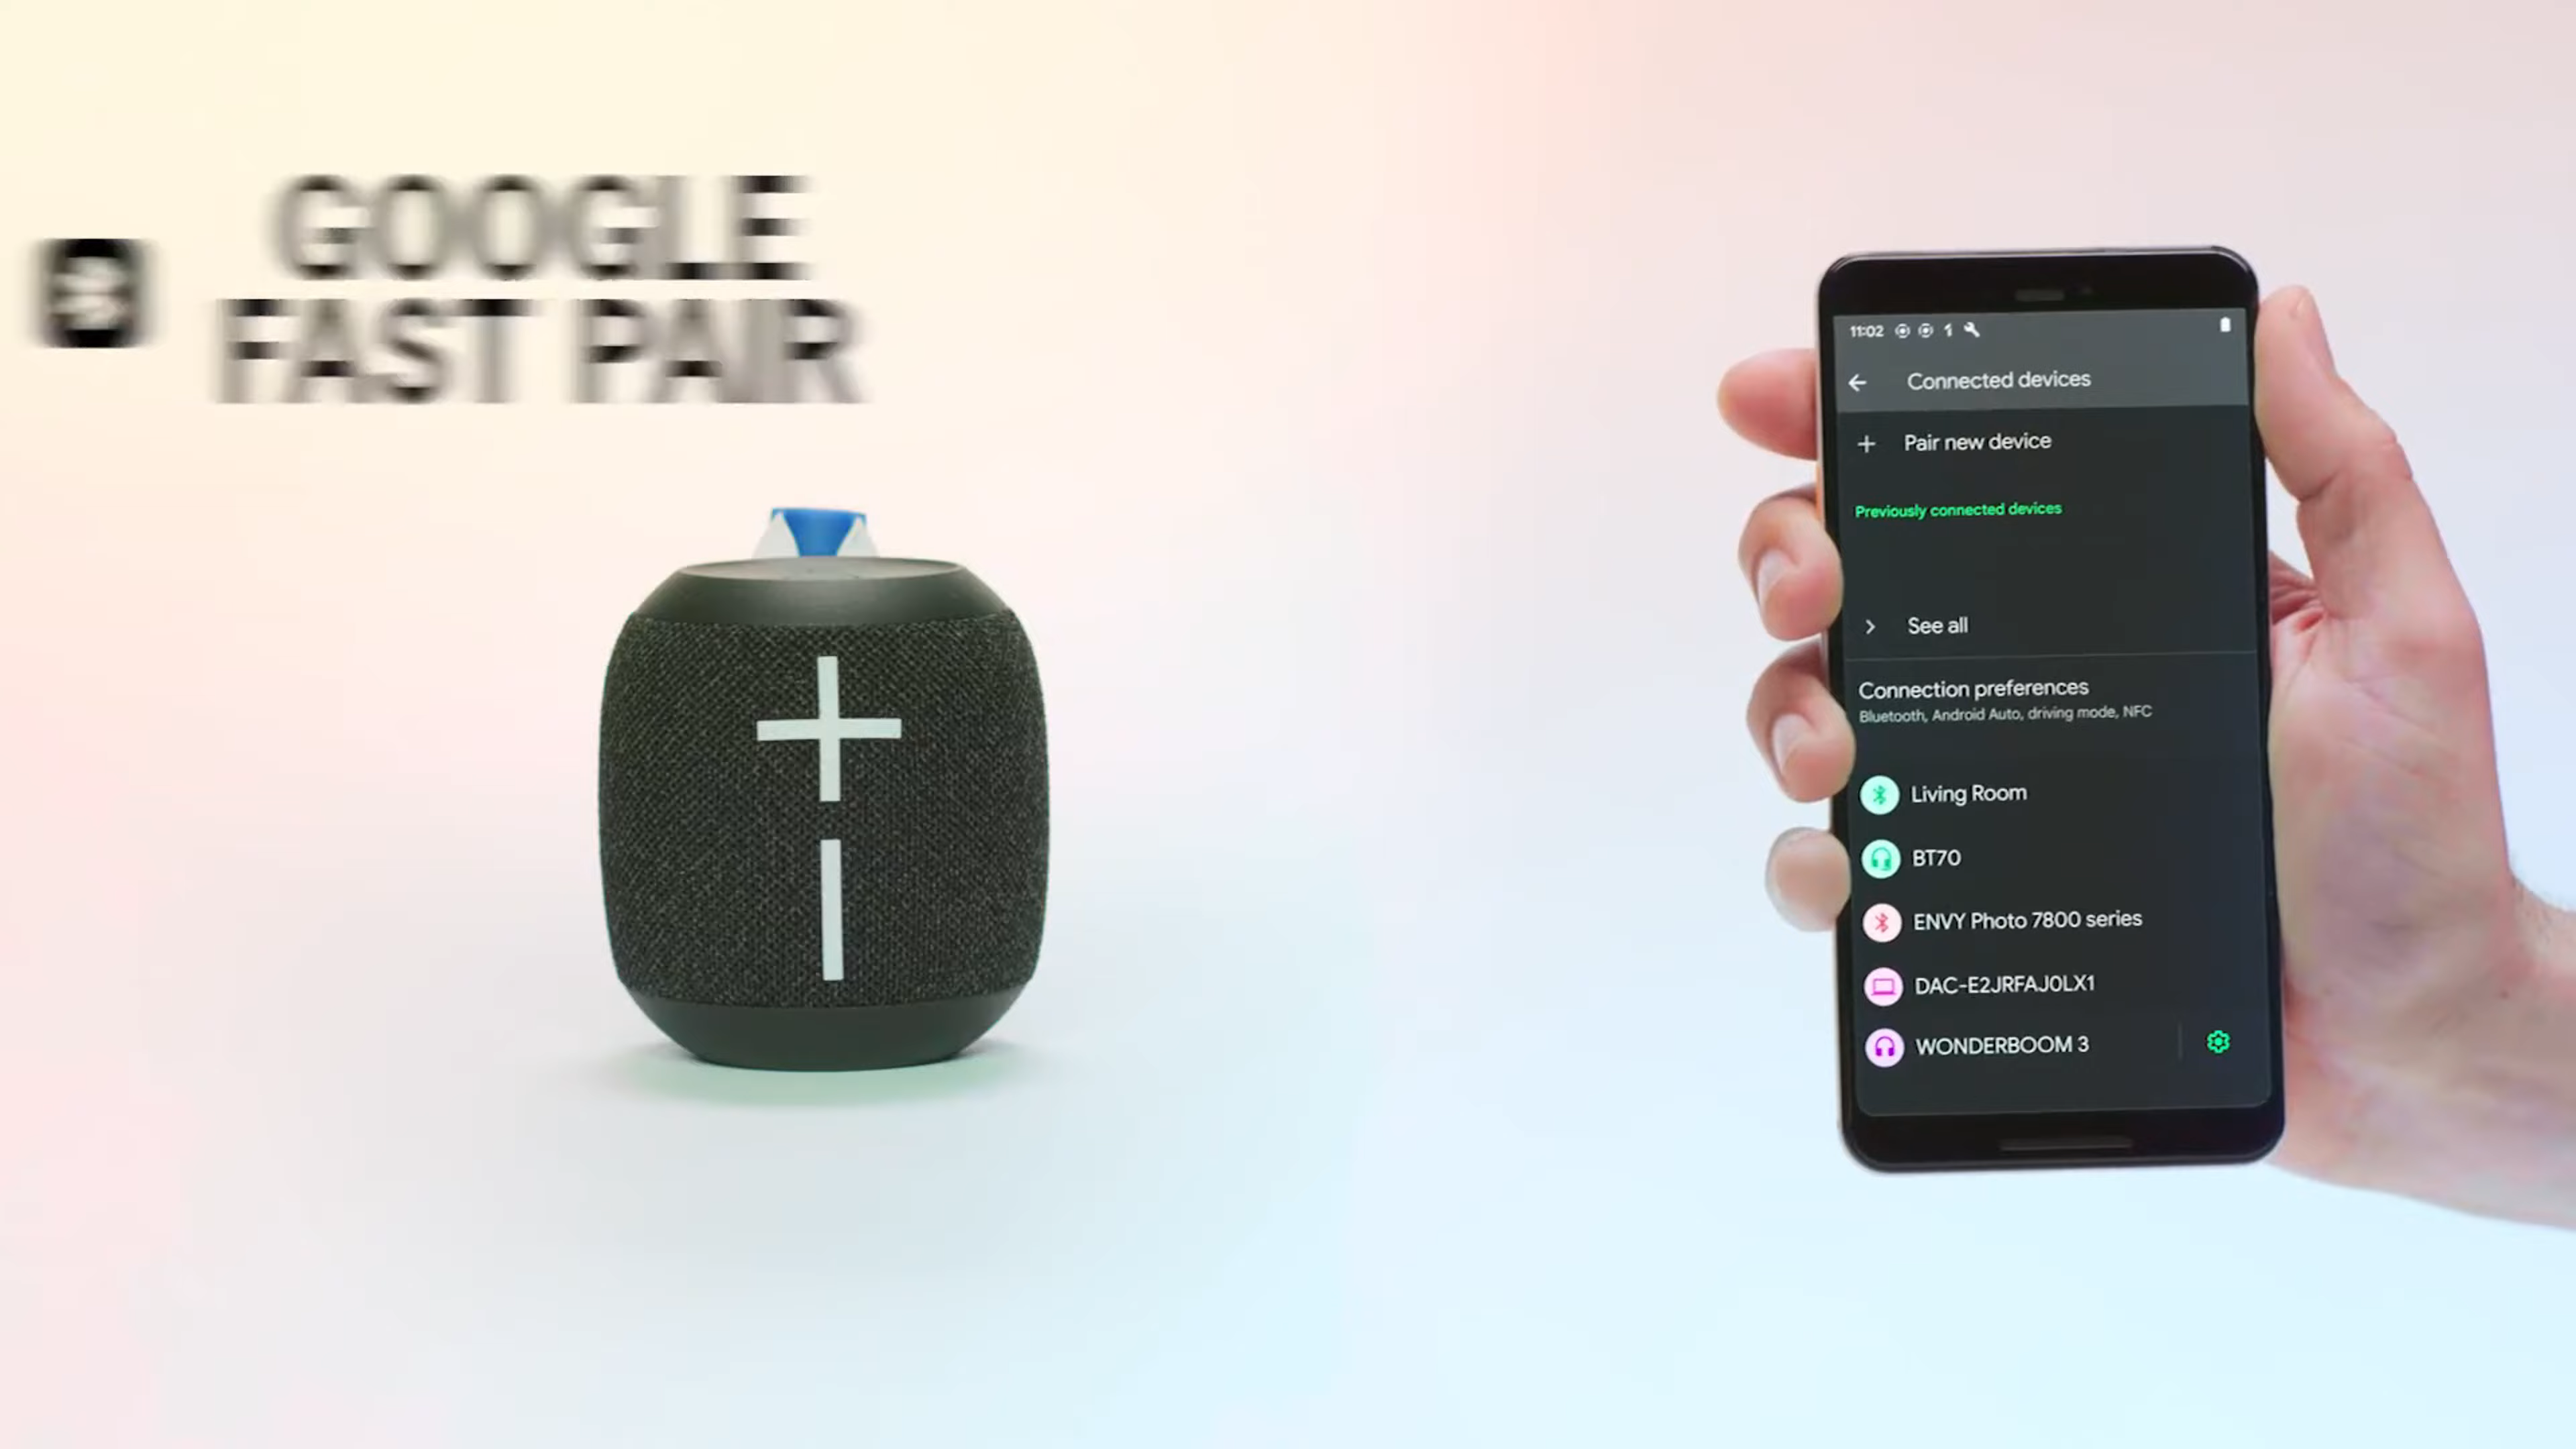 GOOGLE
FAST PAIR
11:02
Connected devices
Pair new device
Previously connected devices
See all
Connection preferences
Bluetooth, Android Auto, driving mode, NFC
Living Room
BT70
ENVY Photo 7800 series
DAC-E2JRFAJ0LX1
WONDERBOOM 3